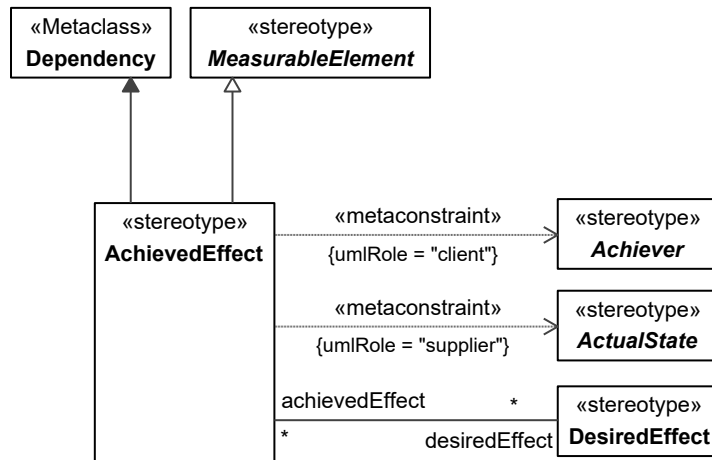 «Metaclass»
Dependency
«stereotype»
MeasurableElement
«stereotype»
AchievedEffect
«metaconstraint»
{umlRole = "client"}
«stereotype»
Achiever
«metaconstraint»
{umlRole = "supplier"}
«stereotype»
ActualState
achievedEffect
*
*
desiredEffect
«stereotype»
DesiredEffect